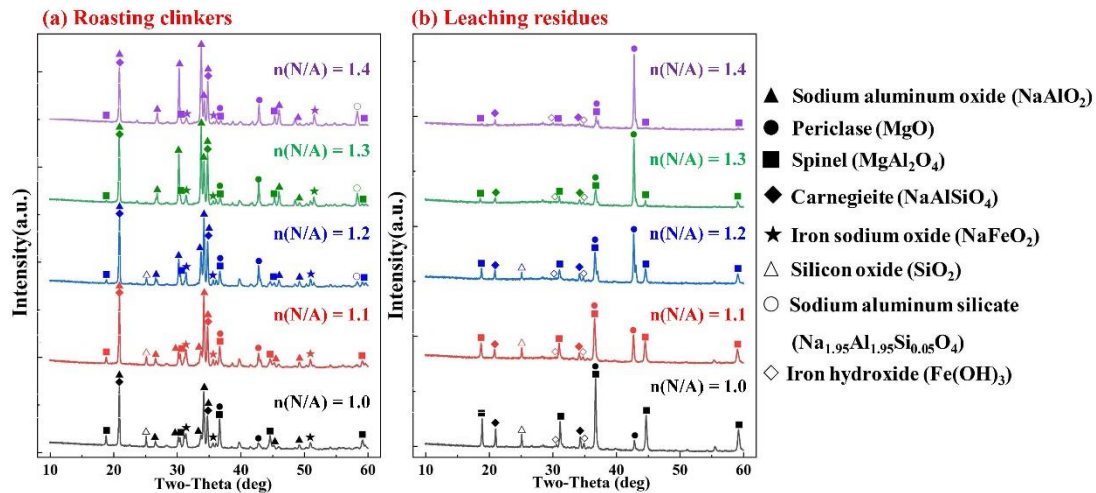 (a) Roasting clinkers
(b) Leaching residues
Intensity(a.u.)
n(N/A) = 1.4
n(N/A) = 1.3
n(N/A) = 1.2
n(N/A) = 1.1
n(N/A) = 1.0
10 20 30 40 50 60
Two-Theta (deg)
Intensity(a.u.)
n(N/A) = 1.4
n(N/A) = 1.3
n(N/A) = 1.2
n(N/A) = 1.1
n(N/A) = 1.0
10 20 30 40 50 60
Two-Theta (deg)
Sodium aluminum oxide (NaAlO₂)
Periclase (MgO)
Spinel (MgAl₂O₄)
Carnegieite (NaAlSiO₄)
Iron sodium oxide (NaFeO₂)
Silicon oxide (SiO₂)
Sodium aluminum silicate
(Na₁.₉₅Al₁.₉₅Si₀.₀₅O₄)
Iron hydroxide (Fe(OH)₃)